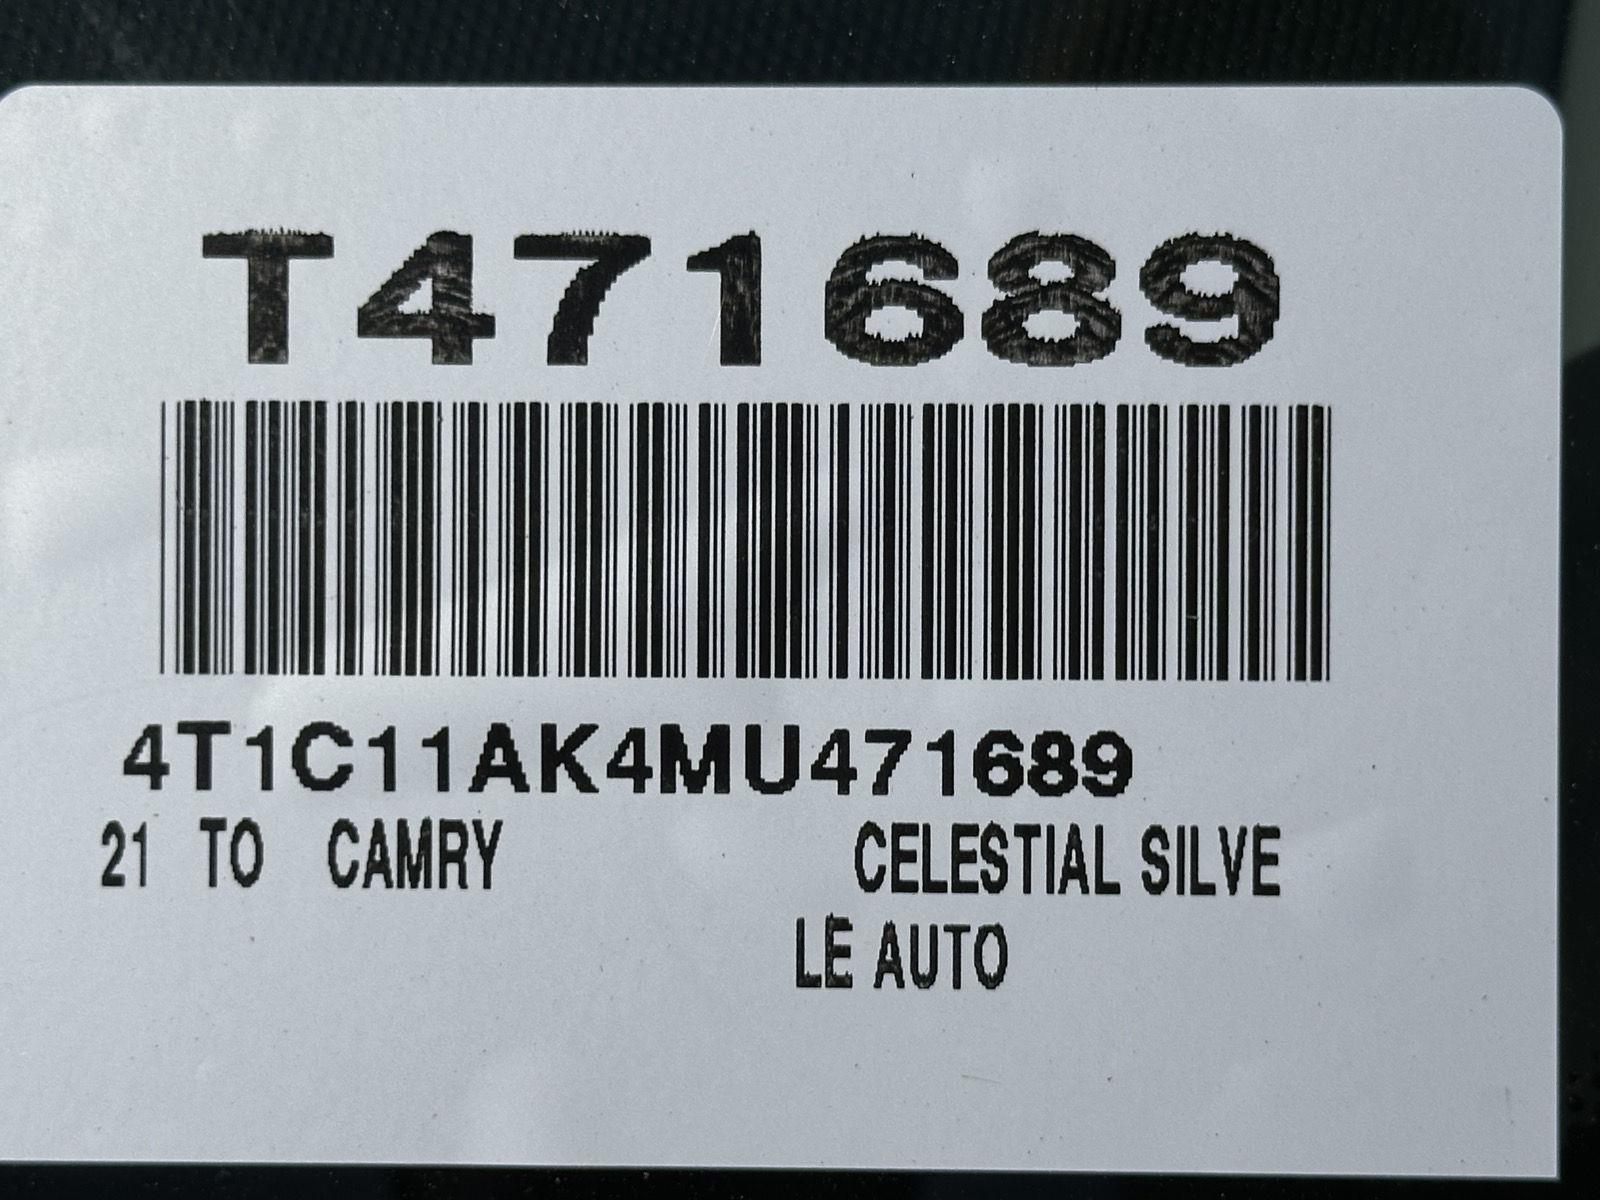 T471689
4T1C11AK4MU471689
21 TO CAMRY CELESTIAL SILVE
LE AUTO